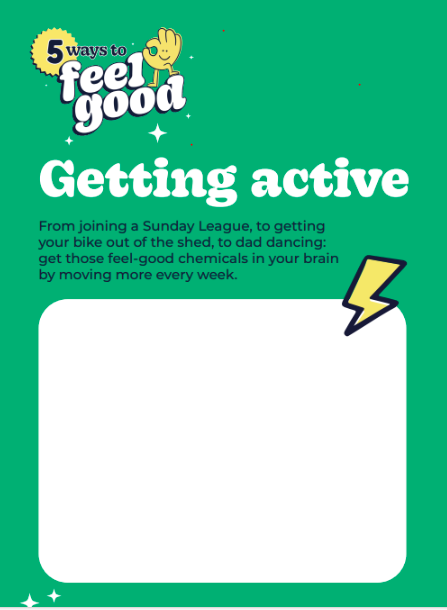 5 ways to
feel
good
Getting active
From joining a Sunday League, to getting
your bike out of the shed, to dad dancing:
get those feel-good chemicals in your brain
by moving more every week.